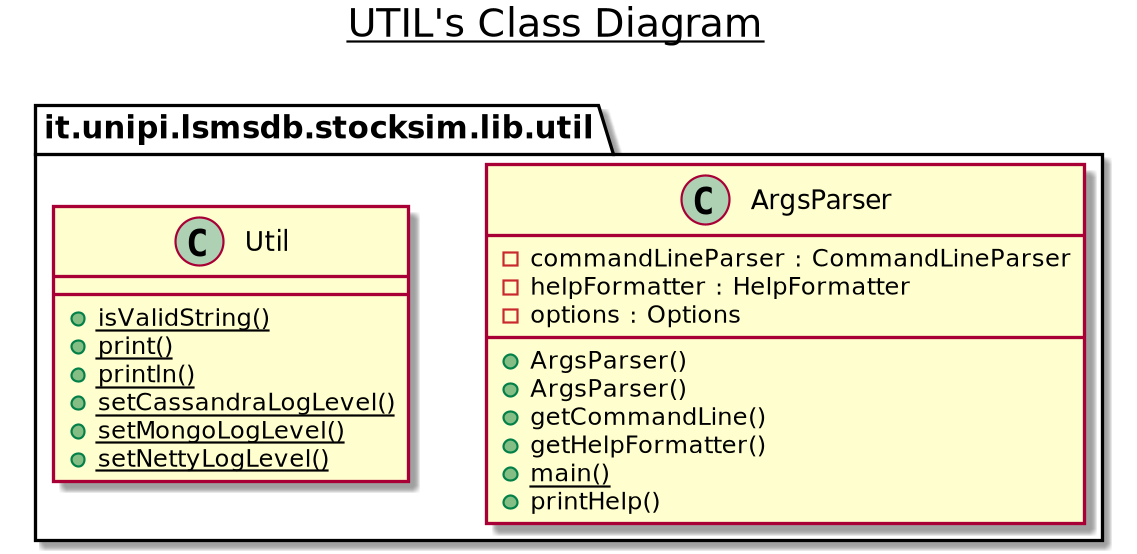 UTIL's Class Diagram
it.unipi.lsmsdb.stocksim.lib.util
C Util
isValidString()
print()
println()
setCassandraLogLevel()
setMongoLogLevel()
setNettyLogLevel()
C ArgsParser
commandLineParser : CommandLineParser
helpFormatter : HelpFormatter
options : Options
ArgsParser()
ArgsParser()
getCommandLine()
getHelpFormatter()
main()
printHelp()